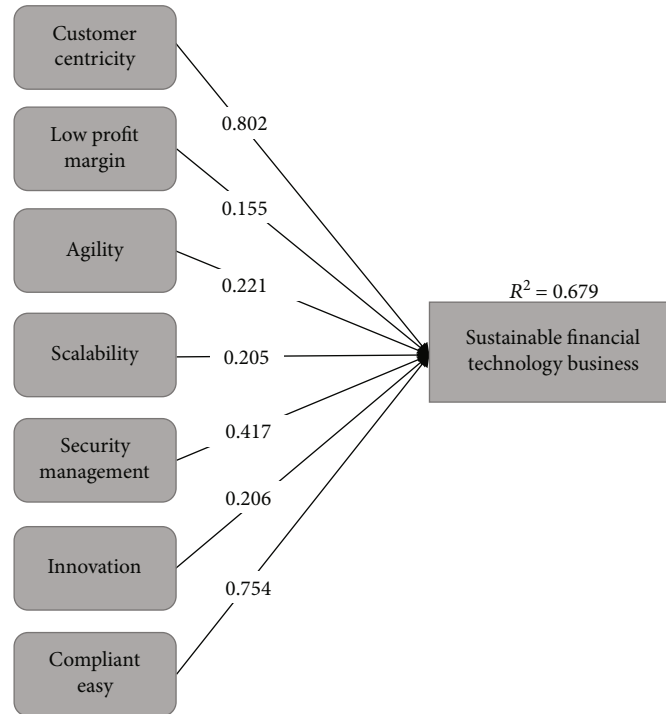 Customer
centricity
0.802
Low profit
margin
0.155
Agility
0.221
R² = 0.679
Scalability
0.205
Sustainable financial
technology business
Security
management
0.417
Innovation
0.206
Compliant
easy
0.754